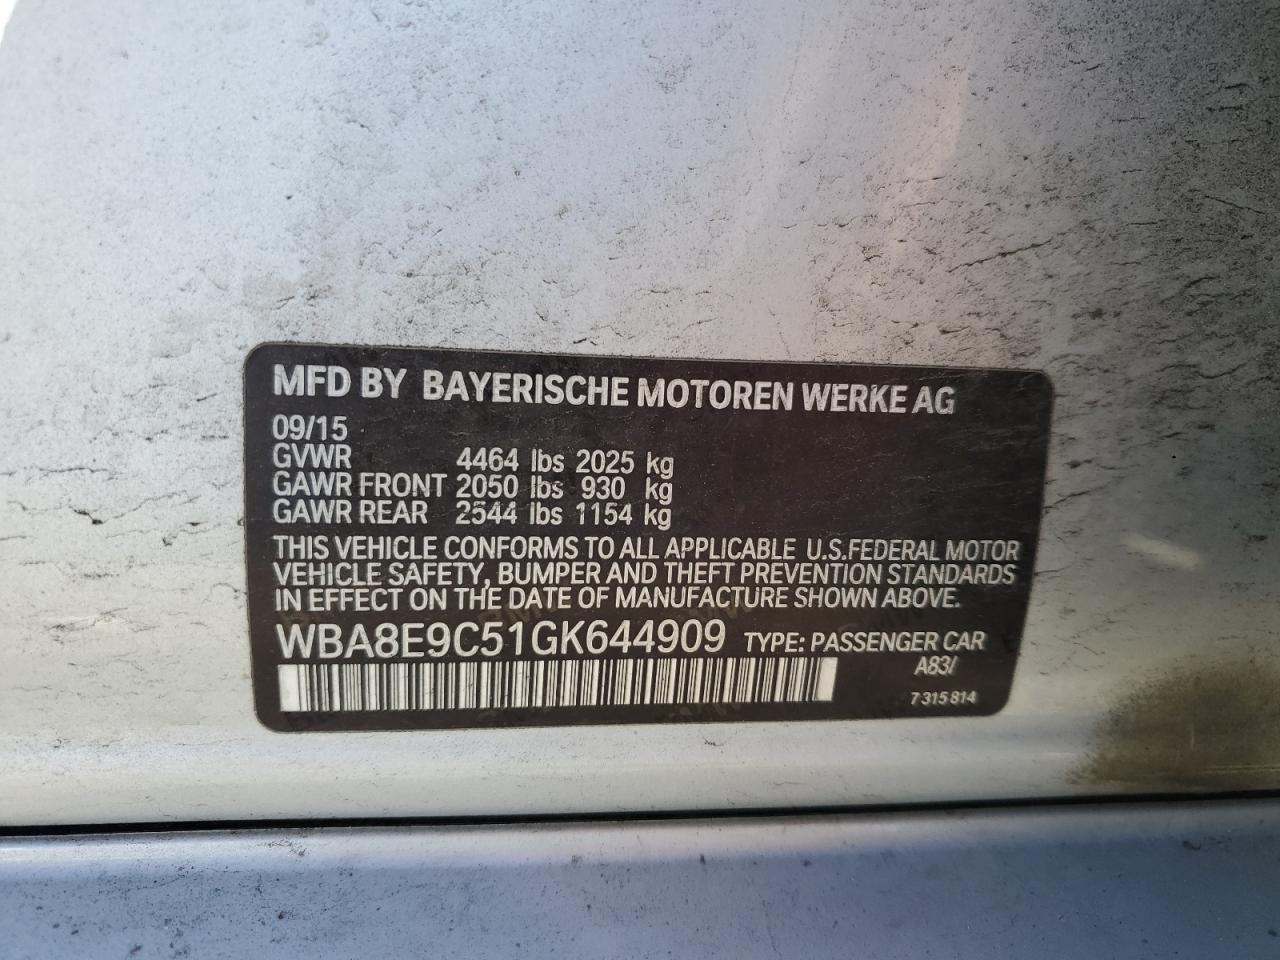 MFD BY BAYERISCHE MOTOREN WERKE AG
09/15
GVWR 4464 lbs 2025 kg
GAWR FRONT 2050 lbs 930 kg
GAWR REAR 2544 lbs 1154 kg
THIS VEHICLE CONFORMS TO ALL APPLICABLE U.S.FEDERAL MOTOR
VEHICLE SAFETY, BUMPER AND THEFT PREVENTION STANDARDS
IN EFFECT ON THE DATE OF MANUFACTURE SHOWN ABOVE.
WBA8E9C51GK644909 TYPE: PASSENGER CAR
A83/
7 315 814